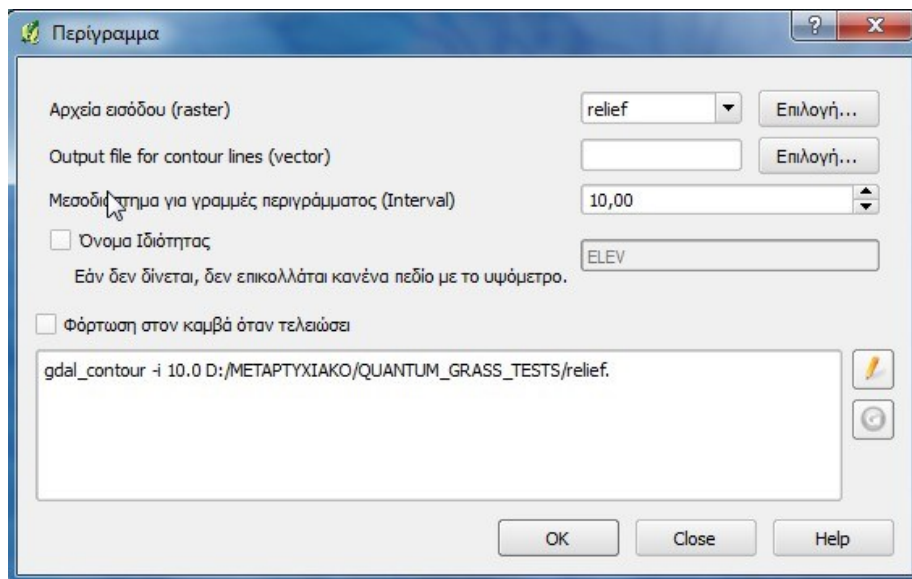 Περίγραμμα
?
X
Αρχεία εισόδου (raster)
relief
Επιλογή...
Output file for contour lines (vector)
Επιλογή...
για γραμμές περιγράμματος (Interval)
10,00
Όνομα Ιδιότητας
ELEV
Εάν δεν δίνεται, δεν επικολλάται κανένα πεδίο με το υψόμετρο.
Φόρτωση στον καμβά όταν τελειώσει
gdal_contour -i 10.0 D:/ΜΕΤΑΡΤΥΧΙΑΚΟ/QUANTUM_GRASS_TESTS/relief.
OK
Close
Help